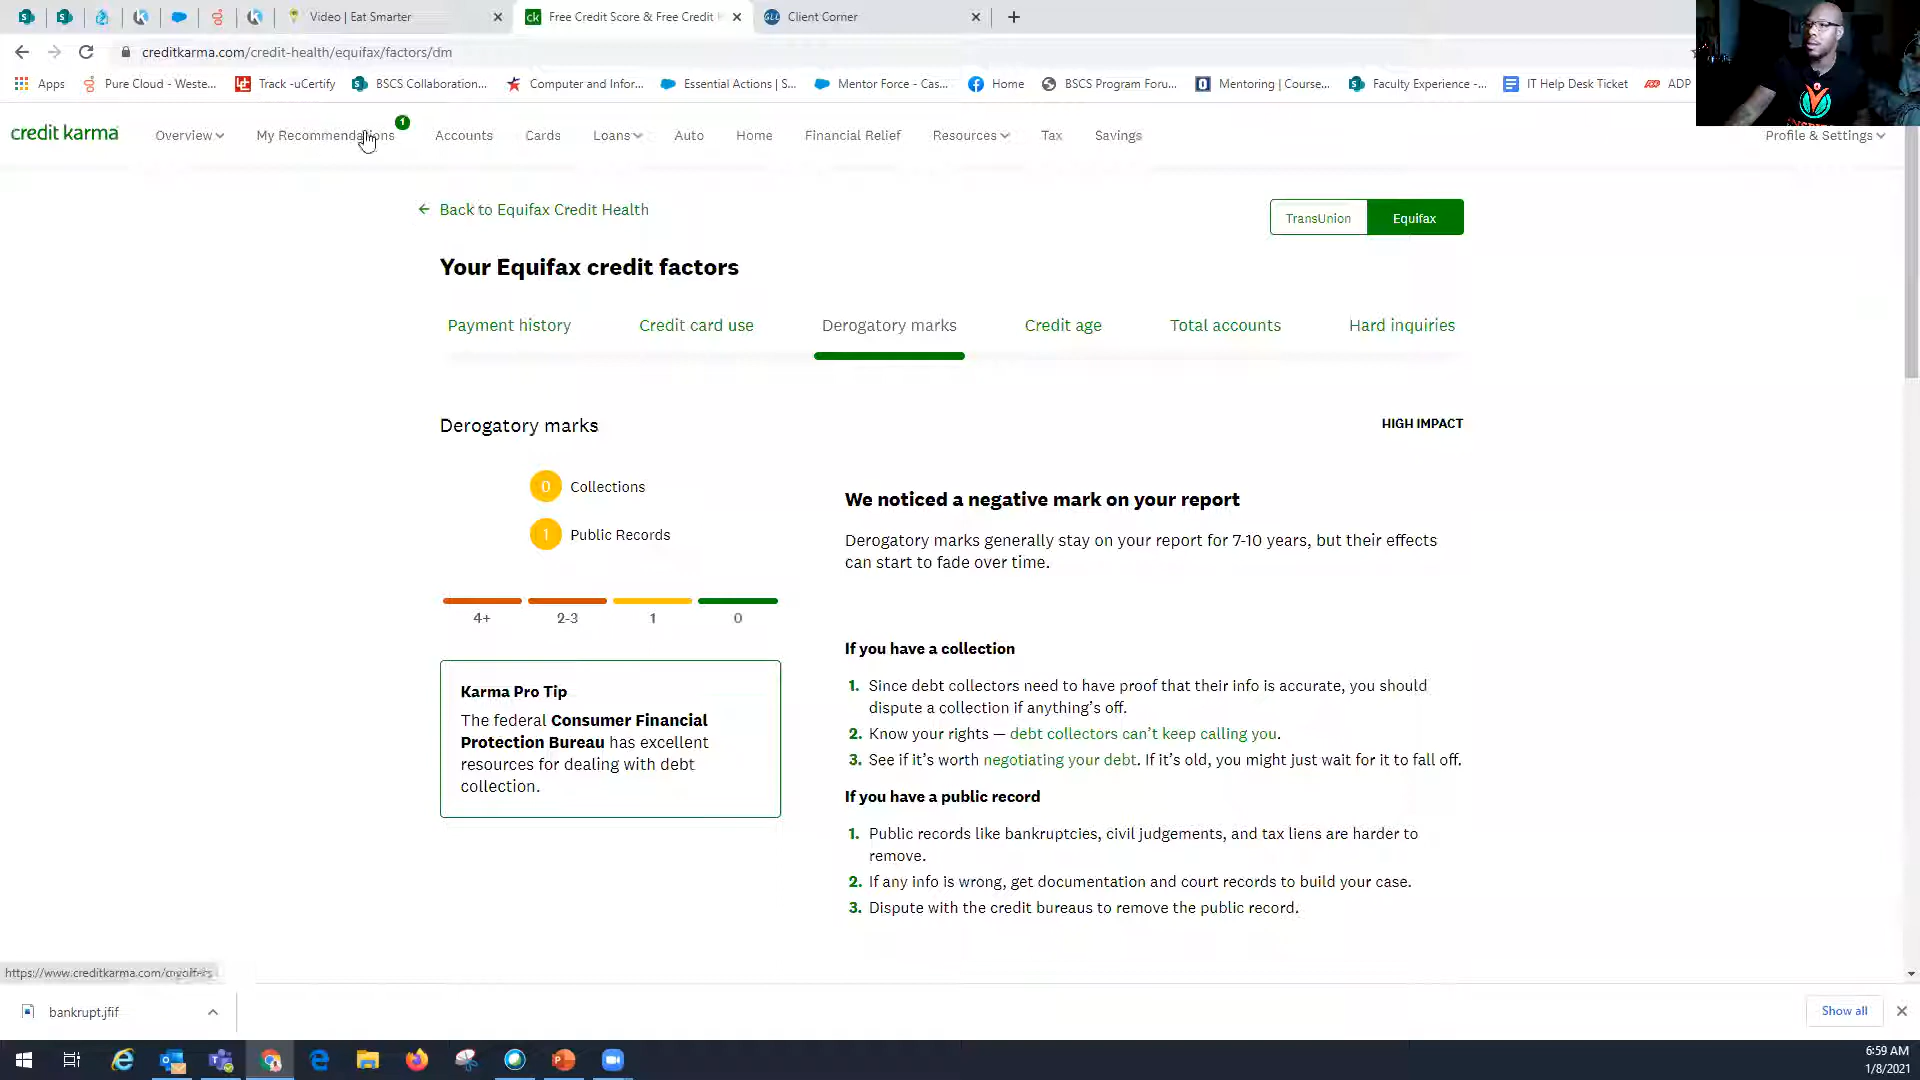 Video | Eat Smarter
Free Credit Score & Free Credit
Client Corner
creditkarma.com/credit-health/equifax/factors/dm
Apps
Pure Cloud - Weste...
Track -uCertify
BSCS Collaboration...
Computer and Infor...
Essential Actions | S...
Mentor Force - Cas...
Home
BSCS Program Foru...
Mentoring | Course...
Faculty Experience -...
IT Help Desk Ticket
ADP
credit karma
Overview
My Recommendations
1
Accounts
Cards
Loans
Auto
Home
Financial Relief
Resources
Tax
Savings
Profile & Settings
Back to Equifax Credit Health
TransUnion
Equifax
Your Equifax credit factors
Payment history
Credit card use
Derogatory marks
Credit age
Total accounts
Hard inquiries
Derogatory marks
HIGH IMPACT
0 Collections
1 Public Records
4+
2-3
1
0
Karma Pro Tip
The federal Consumer Financial
Protection Bureau has excellent
resources for dealing with debt
collection.
We noticed a negative mark on your report
Derogatory marks generally stay on your report for 7-10 years, but their effects
can start to fade over time.
If you have a collection
1. Since debt collectors need to have proof that their info is accurate, you should
dispute a collection if anything's off.
2. Know your rights — debt collectors can't keep calling you.
3. See if it's worth negotiating your debt. If it's old, you might just wait for it to fall off.
If you have a public record
1. Public records like bankruptcies, civil judgements, and tax liens are harder to
remove.
2. If any info is wrong, get documentation and court records to build your case.
3. Dispute with the credit bureaus to remove the public record.
bankrupt.jfif
Show all
6:59 AM
1/8/2021